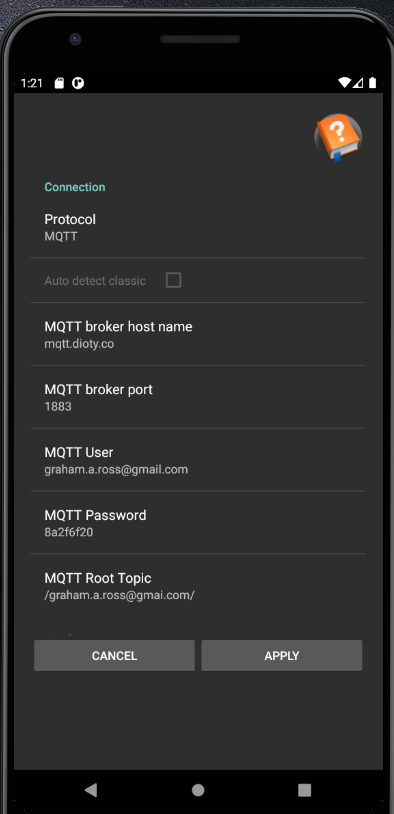 1:21
?
Connection
Protocol
MQTT
Auto detect classic
MQTT broker host name
mqtt.dioty.co
MQTT broker port
1883
MQTT User
graham.a.ross@gmail.com
MQTT Password
8a2f6f20
MQTT Root Topic
/graham.a.ross@gmai.com/
CANCEL
APPLY